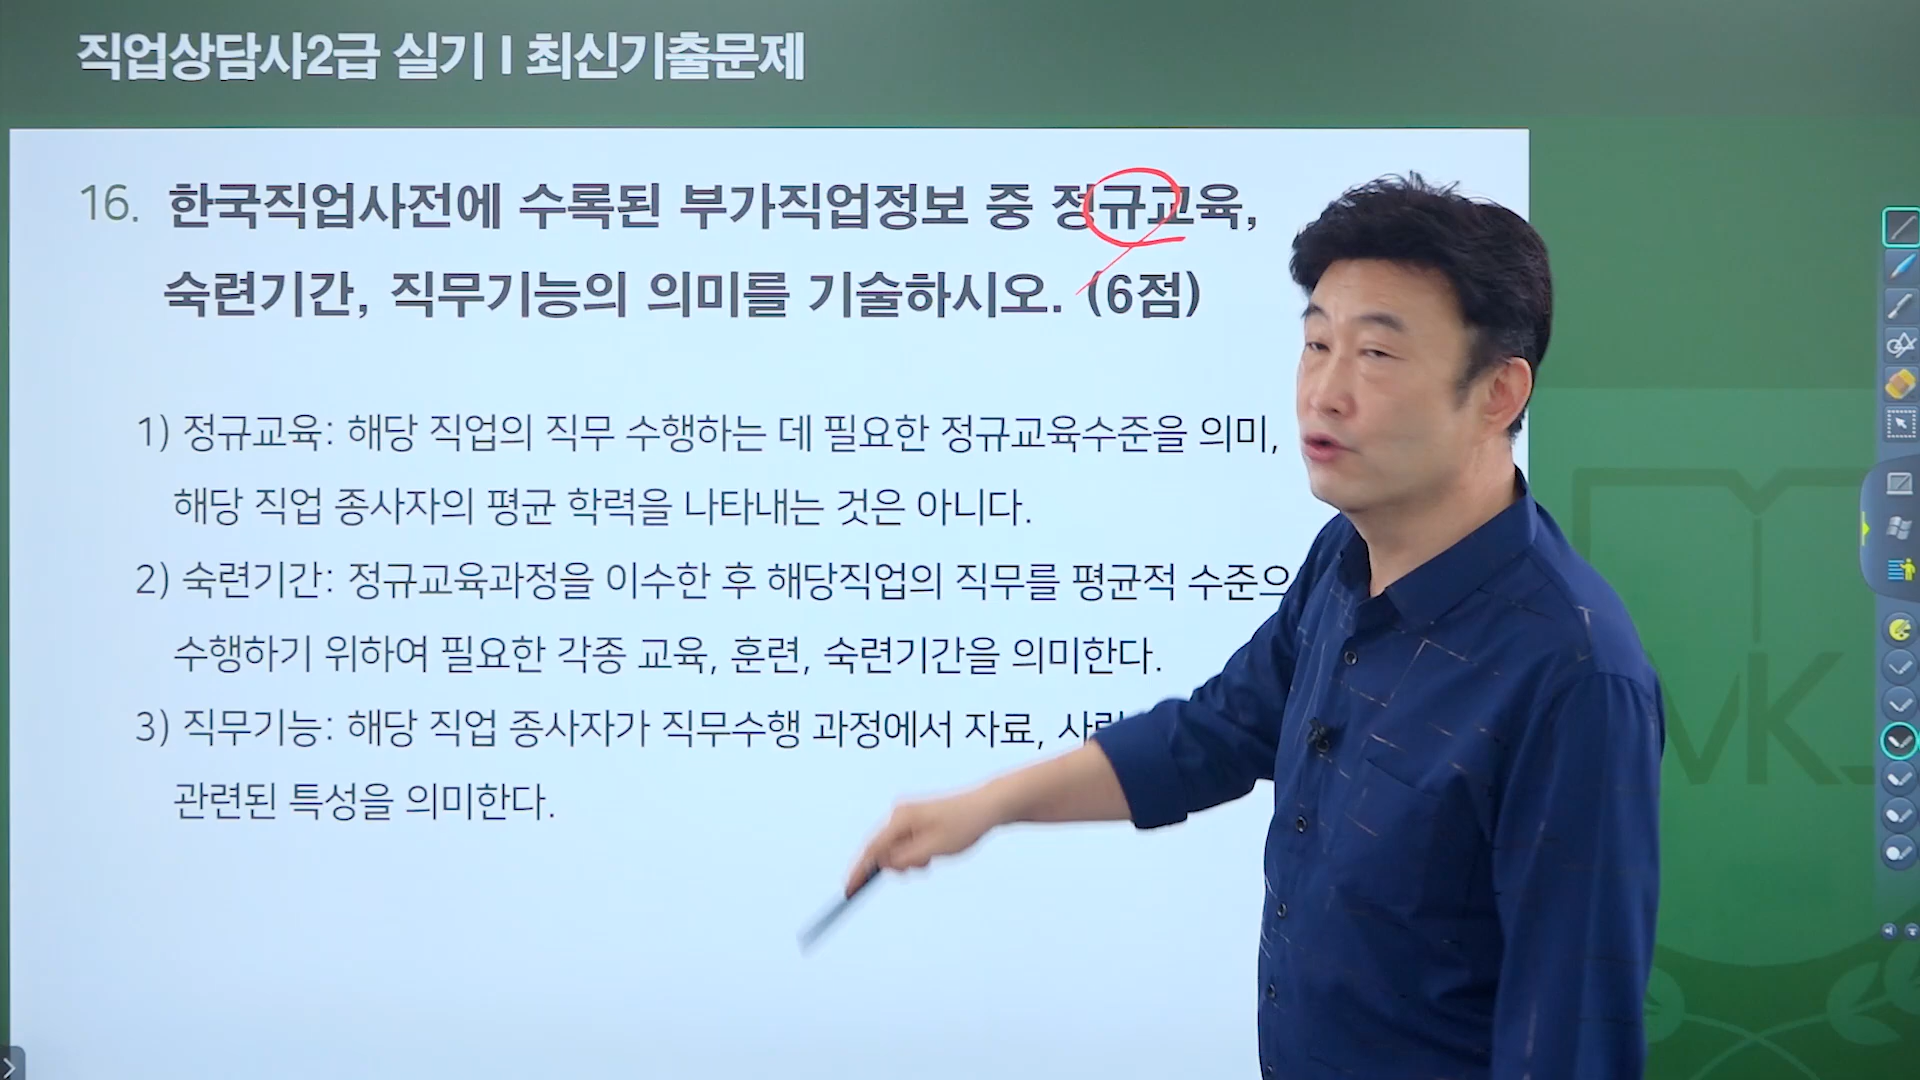 직업상담사2급 실기 I 최신기출문제
16. 한국직업사전에 수록된 부가직업정보 중 정규교육,
숙련기간, 직무기능의 의미를 기술하시오. (6점)
1) 정규교육: 해당 직업의 직무 수행하는 데 필요한 정규교육수준을 의미,
해당 직업 종사자의 평균 학력을 나타내는 것은 아니다.
2) 숙련기간: 정규교육과정을 이수한 후 해당직업의 직무를 평균적 수준으
수행하기 위하여 필요한 각종 교육, 훈련, 숙련기간을 의미한다.
3) 직무기능: 해당 직업 종사자가 직무수행 과정에서 자료,
관련된 특성을 의미한다.